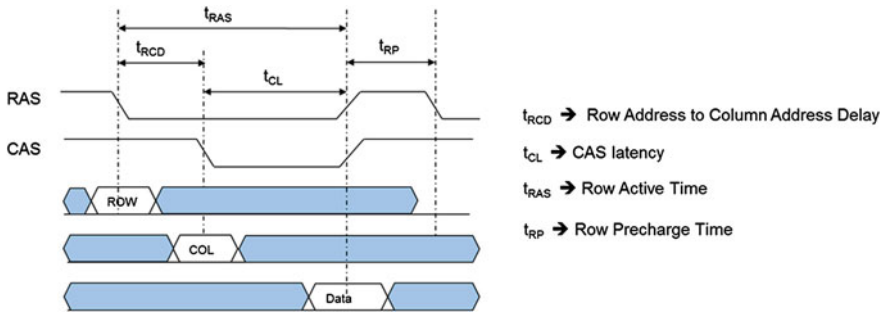 tRAS
tRCD
tRP
tCL
RAS
CAS
ROW
COL
Data
tRCD ➔ Row Address to Column Address Delay
tCL ➔ CAS latency
tRAS ➔ Row Active Time
tRP ➔ Row Precharge Time